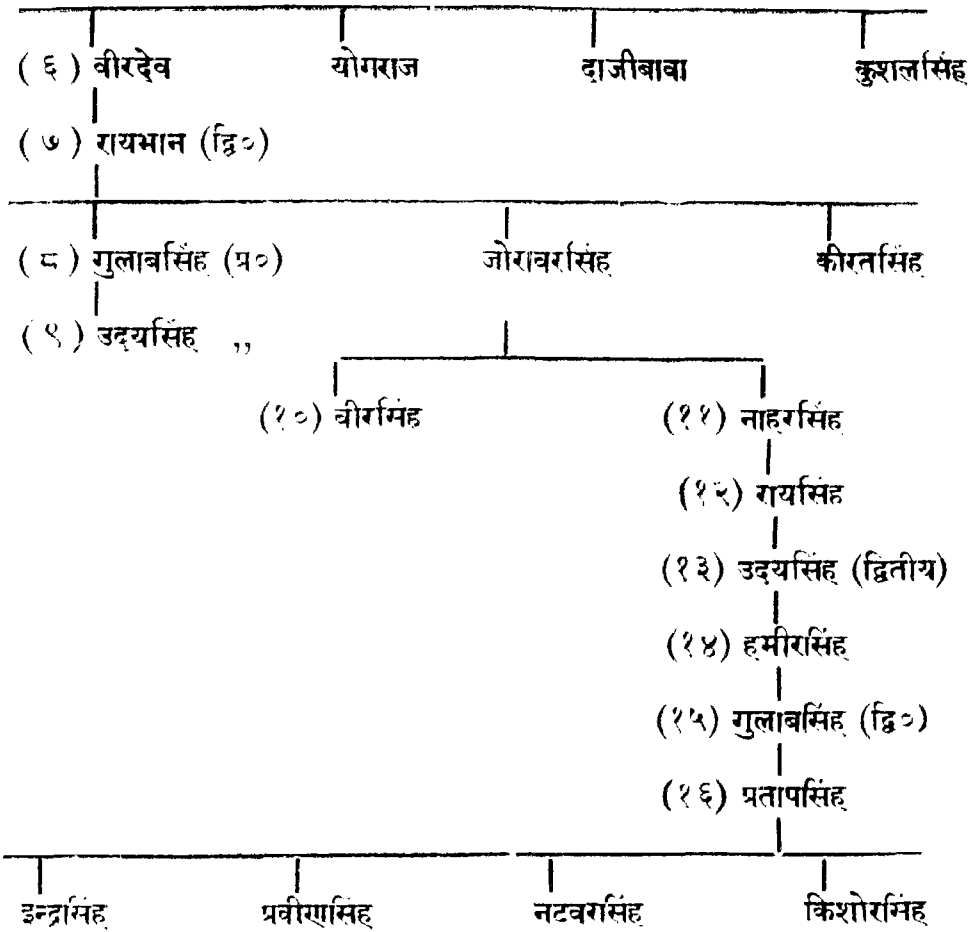 ( ६ ) वीरदेव योगराज दाजीबावा कुशलसिंह
( ७ ) रायभान (द्वि०)
( ८ ) गुलाबसिंह (प्र०) जोरावरसिंह कीरतसिंह
( ९ ) उदयसिंह ,,
(१०) वीरसिंह (११) नाहरसिंह
(१२) रायसिंह
(१३) उदयसिंह (द्वितीय)
(१४) हमीरसिंह
(१५) गुलाबसिंह (द्वि०)
(१६) प्रतापसिंह
इन्द्रसिंह प्रवीणसिंह नटवरसिंह किशोरसिंह